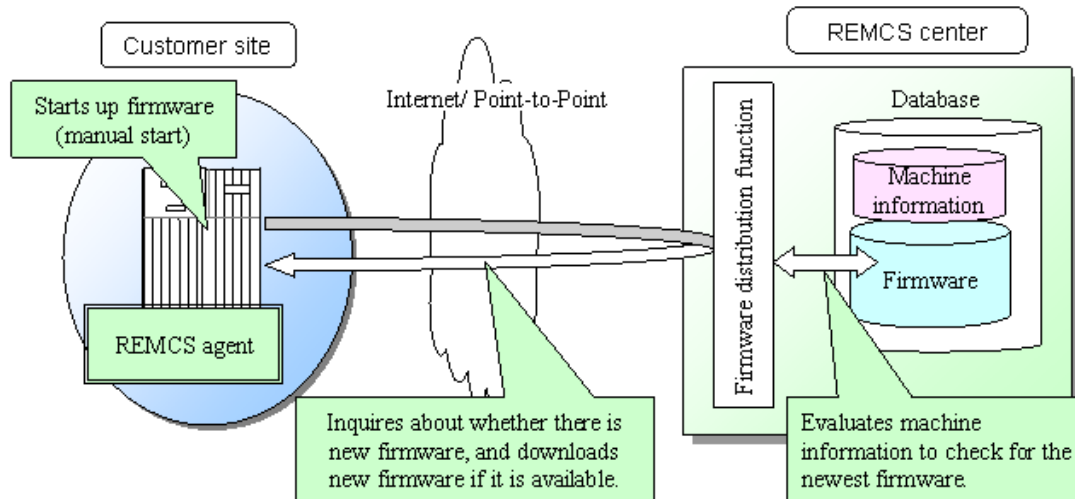 Customer site
REMCS center
Starts up firmware
(manual start)
Internet/ Point-to-Point
Database
Machine
information
Firmware
Firmware distribution function
REMCS agent
Inquires about whether there is
new firmware, and downloads
new firmware if it is available.
Evaluates machine
information to check for the
newest firmware.